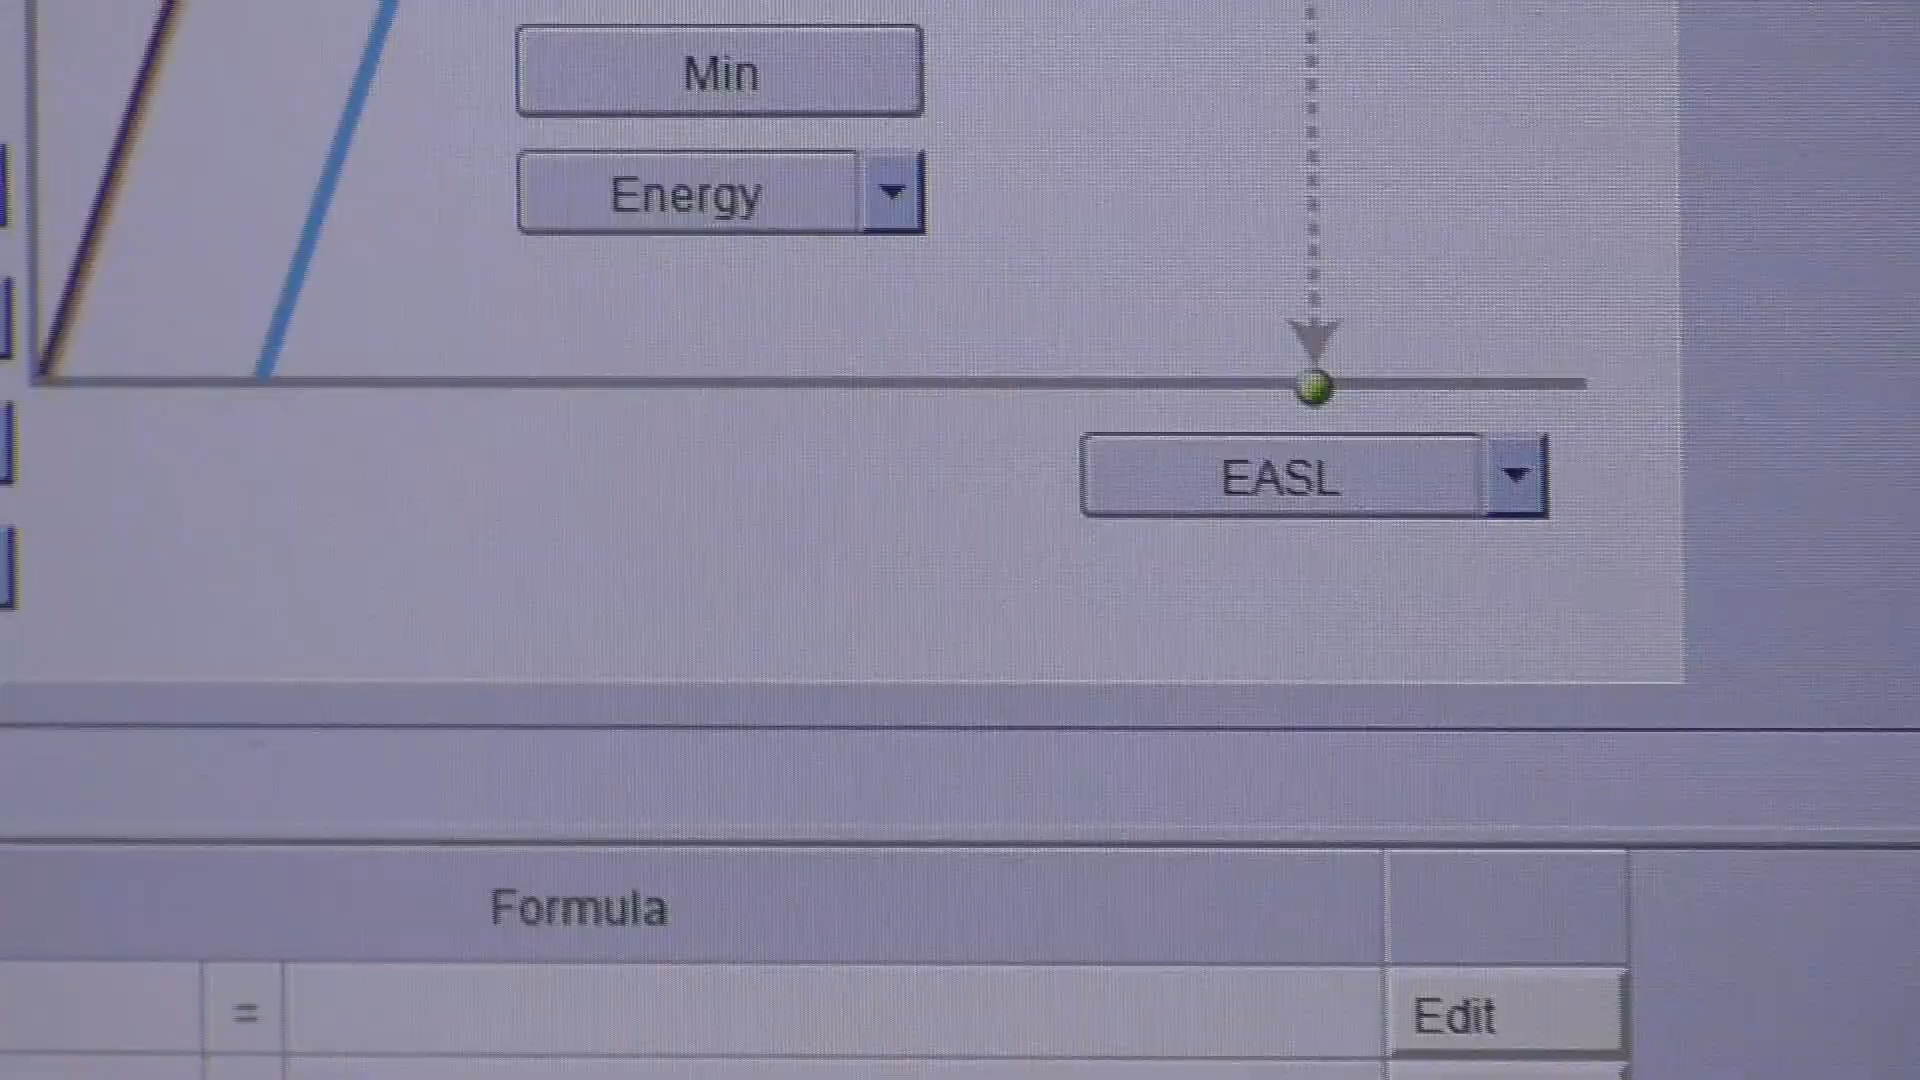 Min
Energy
EASL
Formula
=
Edit